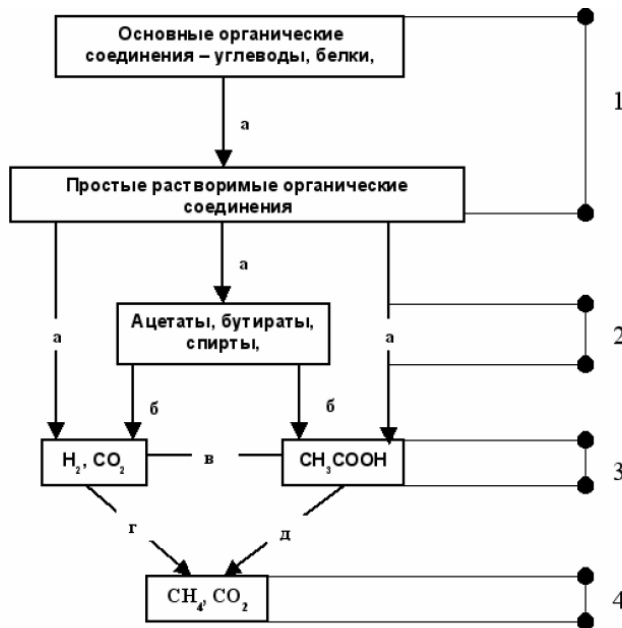 Основные органические
соединения – углеводы, белки,
1
а
Простые растворимые органические
соединения
а
Ацетаты, бутираты,
спирты,
а
а
2
б
б
H₂, CO₂
в
CH₃COOH
3
г
д
CH₄, CO₂
4